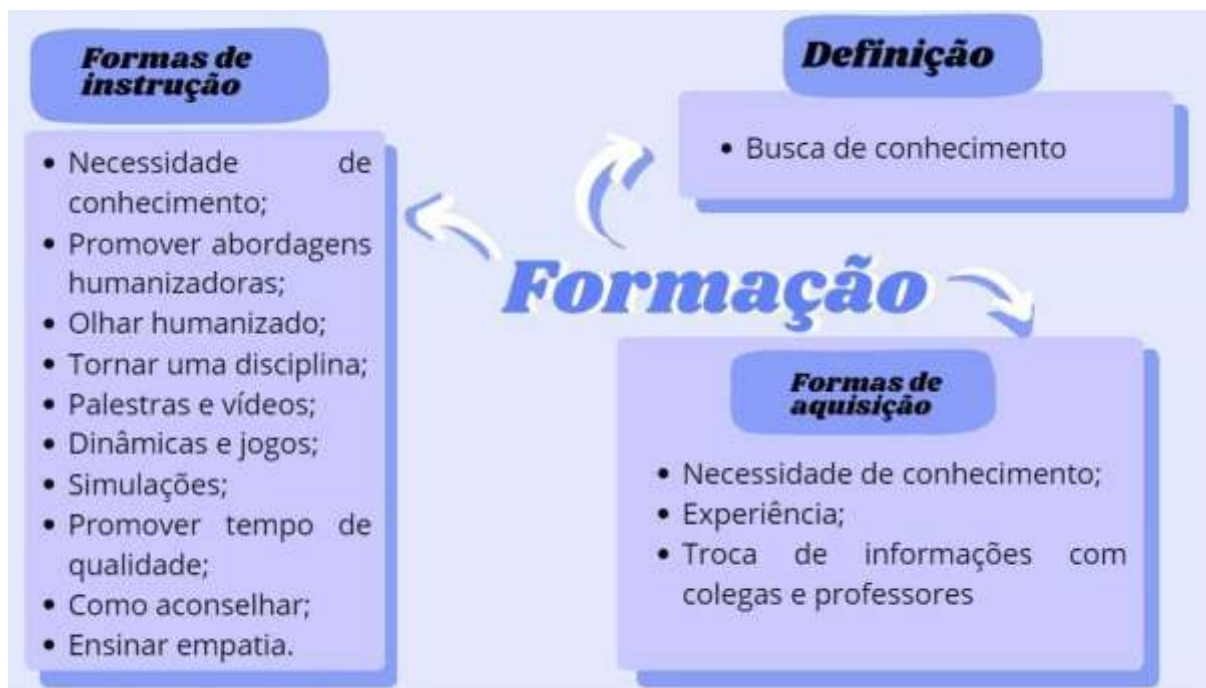 Formas de
instrução
• Necessidade de
conhecimento;
• Promover abordagens
humanizadoras;
• Olhar humanizado;
• Tornar uma disciplina;
• Palestras e vídeos;
• Dinâmicas e jogos;
• Simulações;
• Promover tempo de
qualidade;
• Como aconselhar;
• Ensinar empatia.
Definição
• Busca de conhecimento
Formação
Formas de
aquisição
• Necessidade de conhecimento;
• Experiência;
• Troca de informações com
colegas e professores